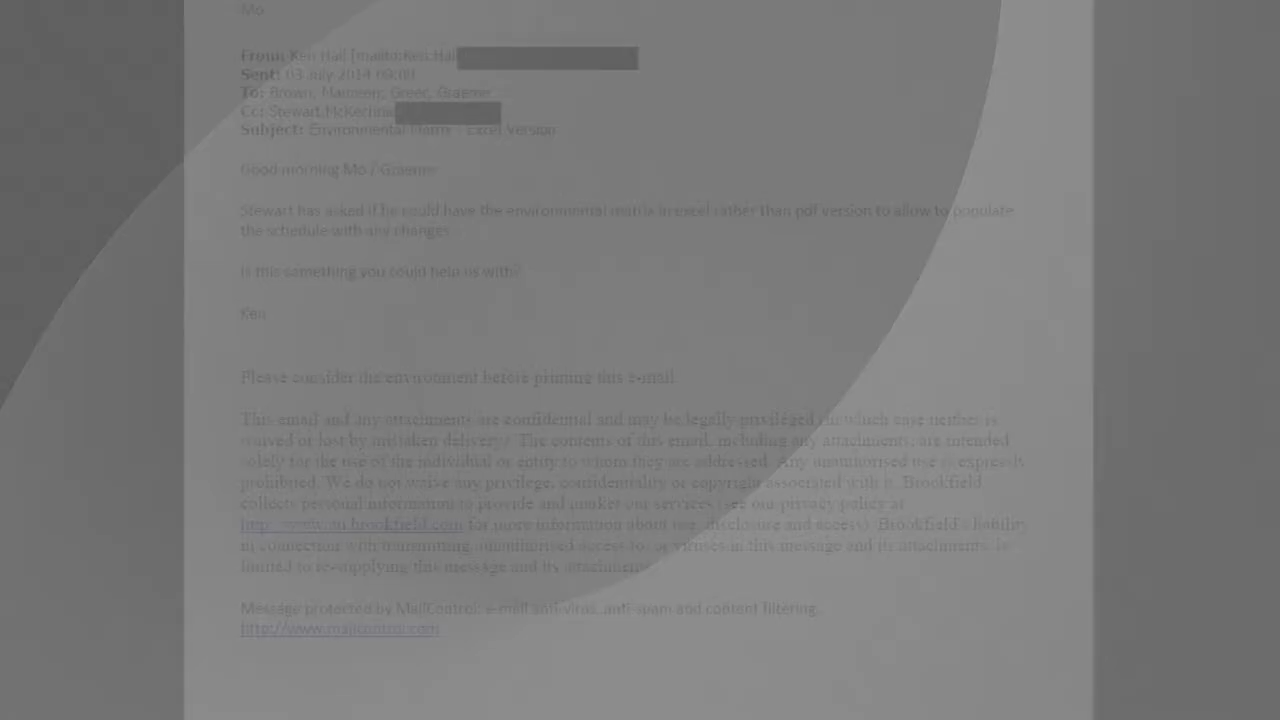 Mo
From: Ken Hall [mailto:Ken.Hall
Sent: 03 July 2014 09:09
To: Brown, Maureen; Greer, Graeme
Cc: Stewart McKechnie
Subject: Environmental Matrix - Excel Version
Good morning Mo / Graeme
Stewart has asked if he could have the environmental matrix in excel rather than pdf version to allow to populate
the schedule with any changes
Is this something you could help us with?
Ken
Please consider the environment before printing this e-mail
This email and any attachments are confidential and may be legally privileged (in which case neither is
waived or lost by mistaken delivery). The contents of this email, including any attachments, are intended
solely for the use of the individual or entity to whom they are addressed. Any unauthorised use is expressly
prohibited. We do not waive any privilege, confidentiality or copyright associated with it. Brookfield
collects personal information to provide and market our services (see our privacy policy at
http://www.au.brookfield.com for more information about use, disclosure and access). Brookfield's liability
in connection with transmitting, unauthorised access to, or viruses in this message and its attachments, is
limited to re-supplying this message and its attachments
Message protected by MailControl: e-mail anti-virus, anti-spam and content filtering.
http://www.mailcontrol.com